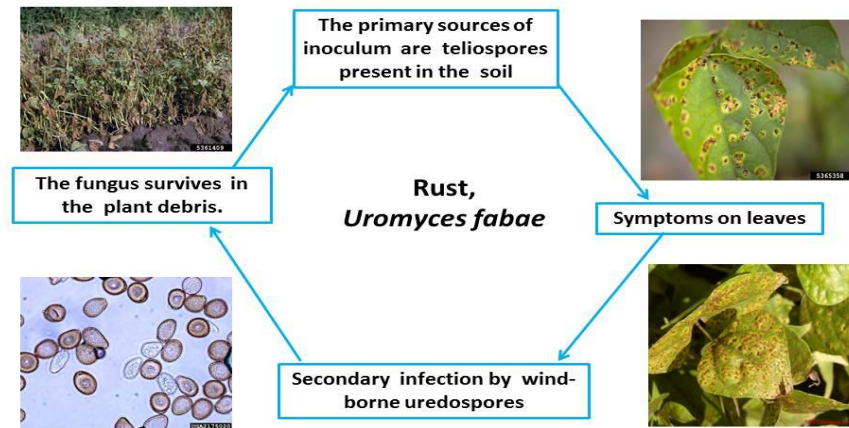 The primary sources of
inoculum are teliospores
present in the soil
5361409
5365358
The fungus survives in
the plant debris.
Rust,
Uromyces fabae
Symptoms on leaves
Secondary infection by wind-
borne uredospores